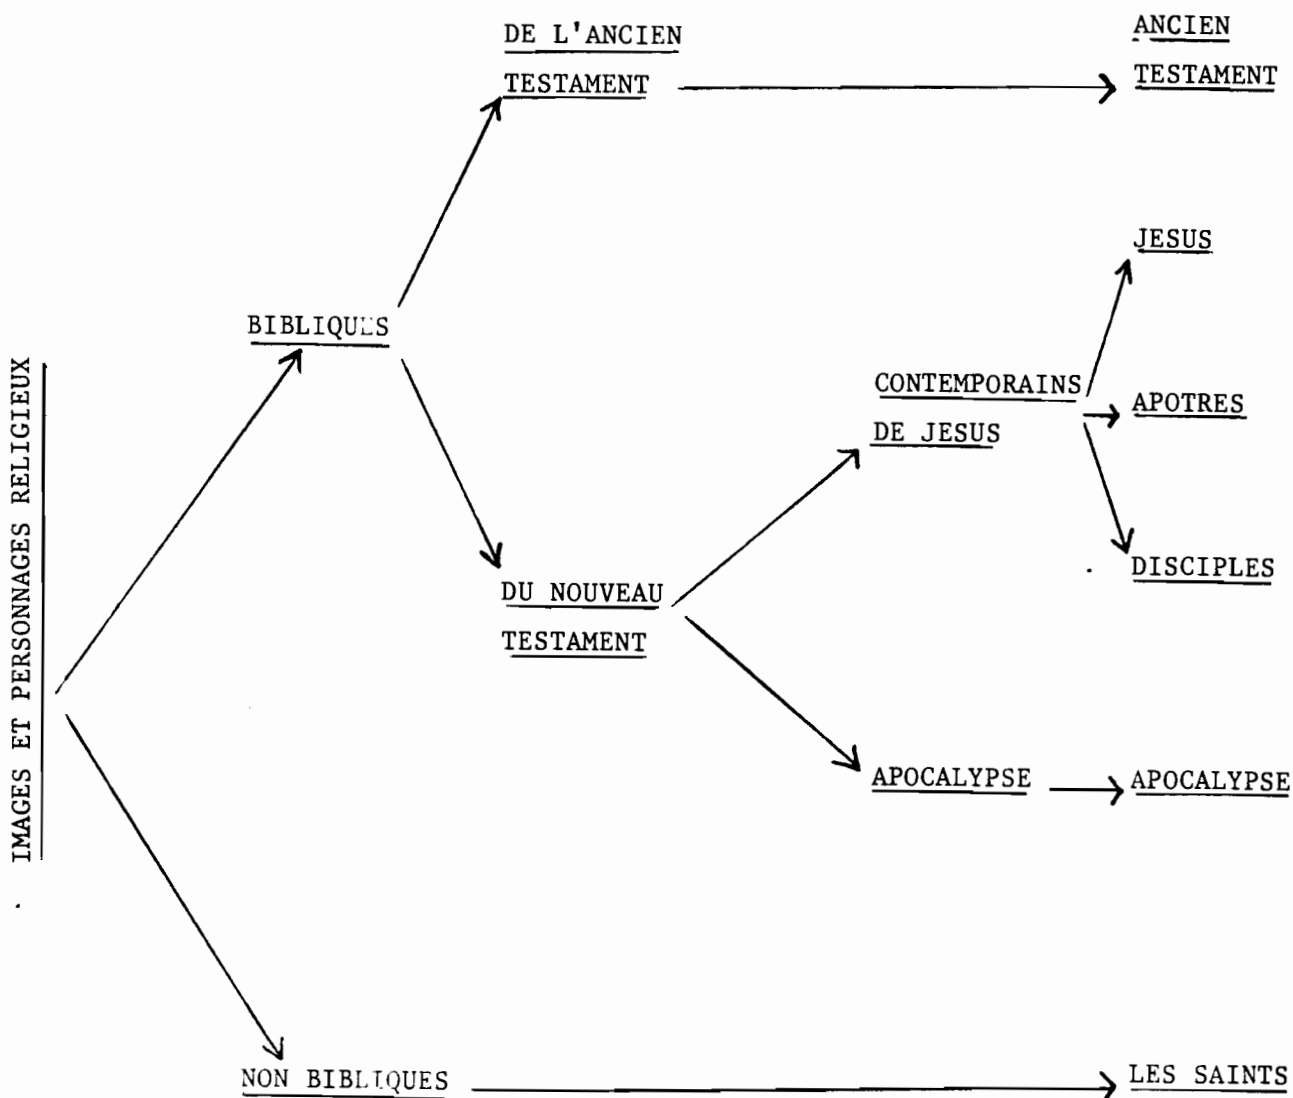 DE L'ANCIEN
TESTAMENT
ANCIEN
TESTAMENT
JESUS
BIBLIQUES
CONTEMPORAINS
DE JESUS
APOTRES
IMAGES ET PERSONNAGES RELIGIEUX
DISCIPLES
DU NOUVEAU
TESTAMENT
APOCALYPSE
APOCALYPSE
NON BIBLIQUES
LES SAINTS